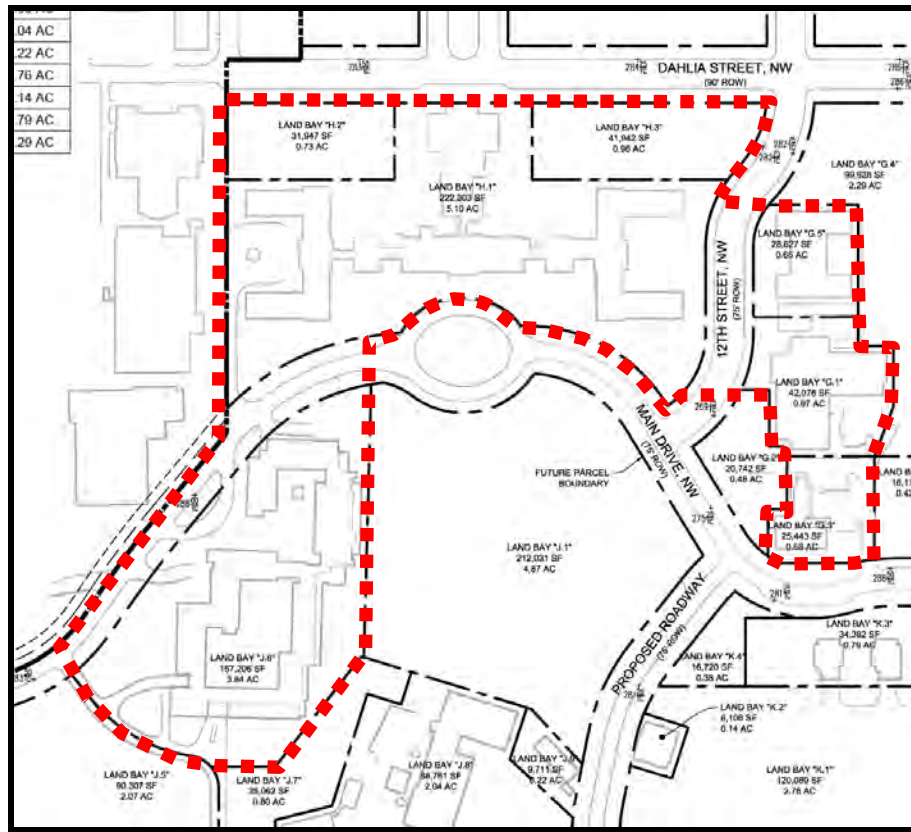 .04 AC
.22 AC
.76 AC
.14 AC
.79 AC
.29 AC
DAHLIA STREET, NW
(90' ROW)
LAND BAY "H.2"
31,947 SF
0.73 AC
LAND BAY "H.3"
41,942 SF
0.96 AC
LAND BAY "G.4"
99,628 SF
2.29 AC
LAND BAY "H.1"
222,303 SF
5.10 AC
LAND BAY "G.5"
28,627 SF
0.66 AC
12TH STREET, NW
(75' ROW)
LAND BAY "G.1"
42,076 SF
0.97 AC
MAIN DRIVE, NW
(75' ROW)
FUTURE PARCEL
BOUNDARY
LAND BAY "G.2"
20,742 SF
0.48 AC
LAND BAY "G.3"
25,443 SF
0.58 AC
LAND BAY "J.1"
212,031 SF
4.87 AC
PROPOSED ROADWAY
(75' ROW)
LAND BAY "K.3"
34,392 SF
0.79 AC
LAND BAY "K.4"
16,720 SF
0.38 AC
LAND BAY "J.6"
167,206 SF
3.84 AC
LAND BAY "K.2"
6,108 SF
0.14 AC
LAND BAY "J.5"
90,307 SF
2.07 AC
LAND BAY "J.7"
35,062 SF
0.80 AC
LAND BAY "J.8"
88,761 SF
2.04 AC
9,711 SF
0.22 AC
LAND BAY "K.1"
120,089 SF
2.76 AC